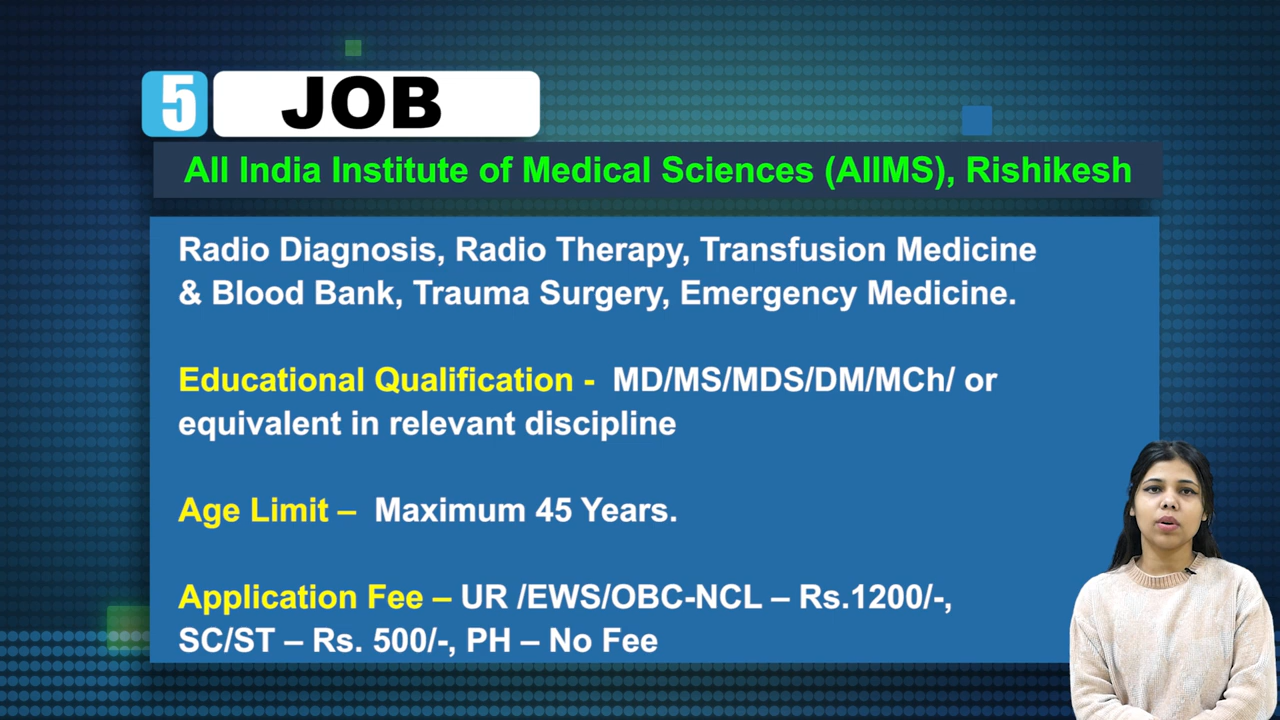 5 JOB
All India Institute of Medical Sciences (AIIMS), Rishikesh
Radio Diagnosis, Radio Therapy, Transfusion Medicine
& Blood Bank, Trauma Surgery, Emergency Medicine.
Educational Qualification - MD/MS/MDS/DM/MCh/ or
equivalent in relevant discipline
Age Limit – Maximum 45 Years.
Application Fee – UR /EWS/OBC-NCL – Rs.1200/-,
SC/ST – Rs. 500/-, PH – No Fee